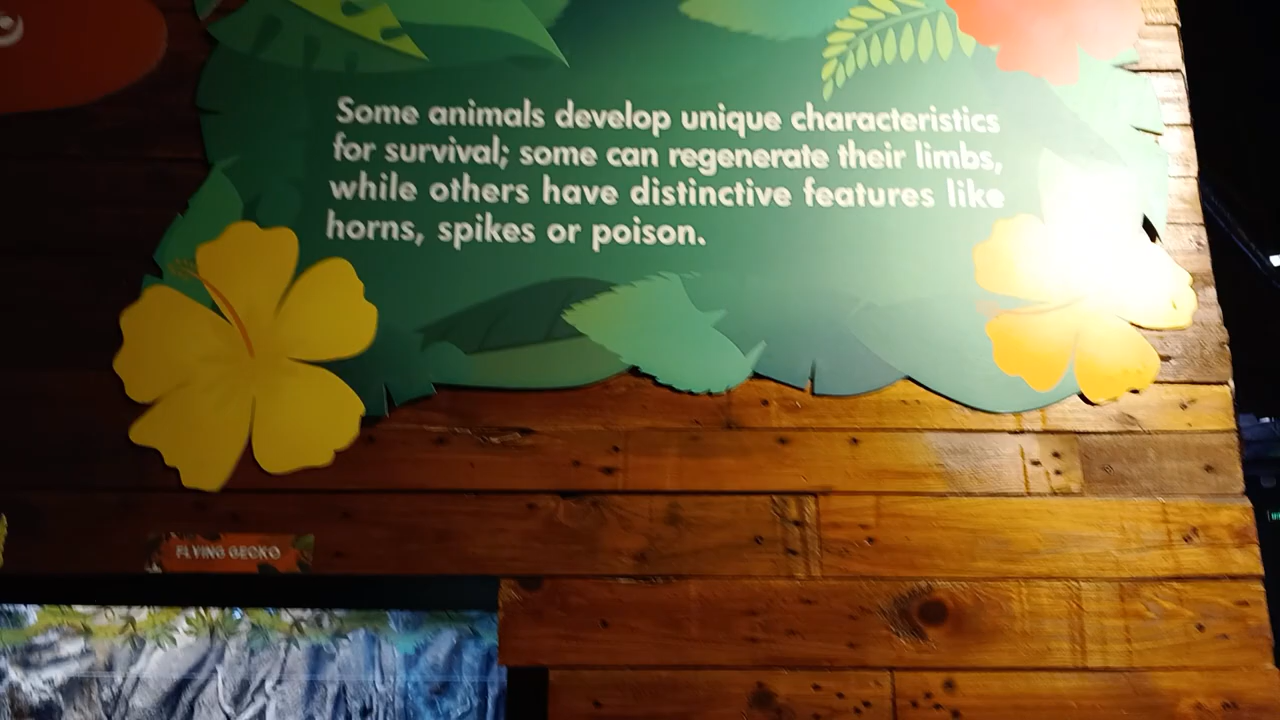 Some animals develop unique characteristics
for survival; some can regenerate their limbs,
while others have distinctive features like
horns, spikes or poison.
FLYING GECKO